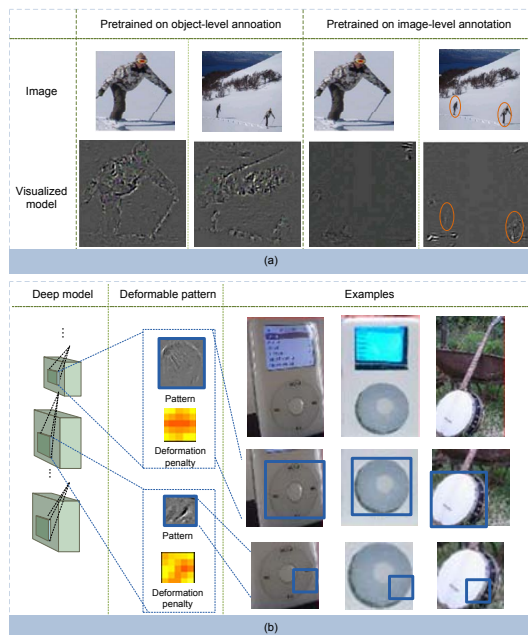 Pretrained on object-level annoation
Pretrained on image-level annotation
Image
Visualized model
(a)
Deep model
Deformable pattern
Examples
Pattern
Deformation
penalty
Pattern
Deformation
penalty
(b)